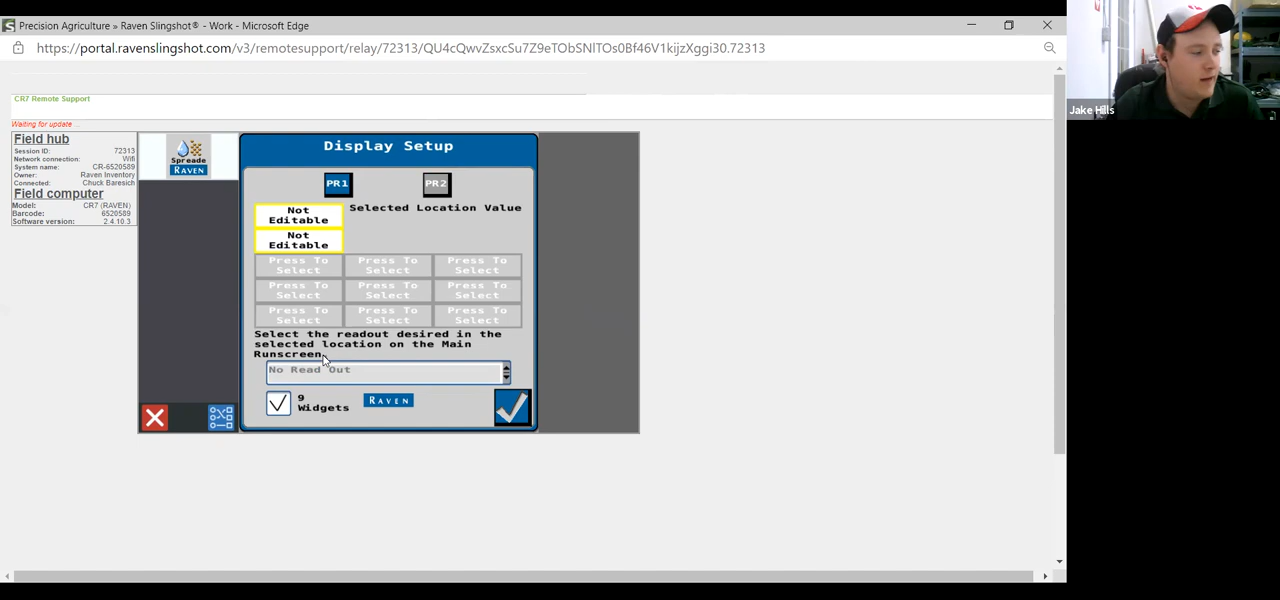 Precision Agriculture » Raven Slingshot® - Work - Microsoft Edge
https://portal.ravenslingshot.com/v3/remotesupport/relay/72313/QU4cQwvZsxcSu7Z9eTObSNlTOs0Bf46V1kijzXggi30.72313
Jake Hills
CR7 Remote Support
Waiting for update ...
Field hub
Session ID: 72313
Network connection: Wifi
System name: CR-6520589
Owner: Raven Inventory
Connected: Chuck Baresich
Field computer
Model: CR7 (RAVEN)
Barcode: 6520589
Software version: 2.4.10.3
Spreade
RAVEN
Display Setup
PR1 PR2
Not Editable
Selected Location Value
Not Editable
Press To Select Press To Select Press To Select
Press To Select Press To Select Press To Select
Press To Select Press To Select Press To Select
Select the readout desired in the
selected location on the Main
Runscreen.
No Read Out
9 Widgets
RAVEN